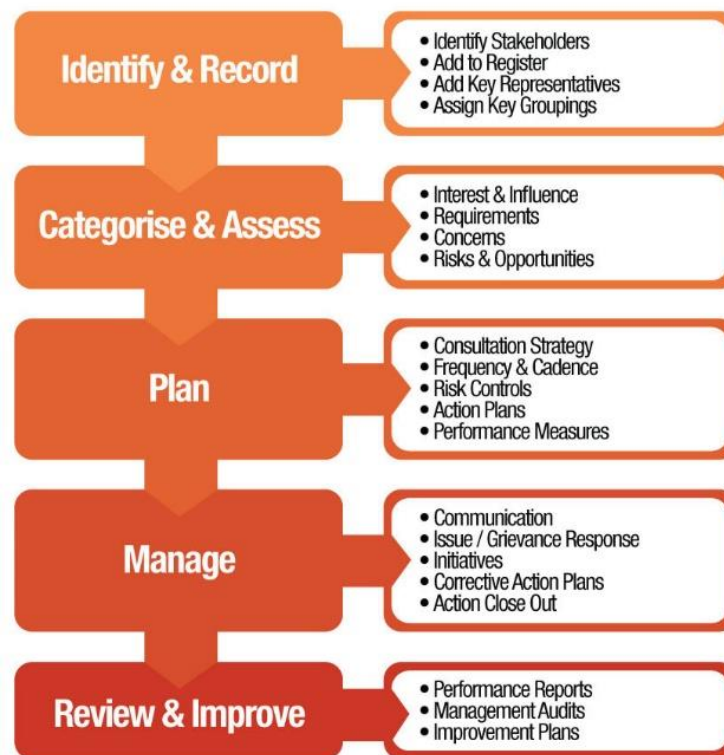 Identify & Record
• Identify Stakeholders
• Add to Register
• Add Key Representatives
• Assign Key Groupings
Categorise & Assess
• Interest & Influence
• Requirements
• Concerns
• Risks & Opportunities
Plan
• Consultation Strategy
• Frequency & Cadence
• Risk Controls
• Action Plans
• Performance Measures
Manage
• Communication
• Issue / Grievance Response
• Initiatives
• Corrective Action Plans
• Action Close Out
Review & Improve
• Performance Reports
• Management Audits
• Improvement Plans